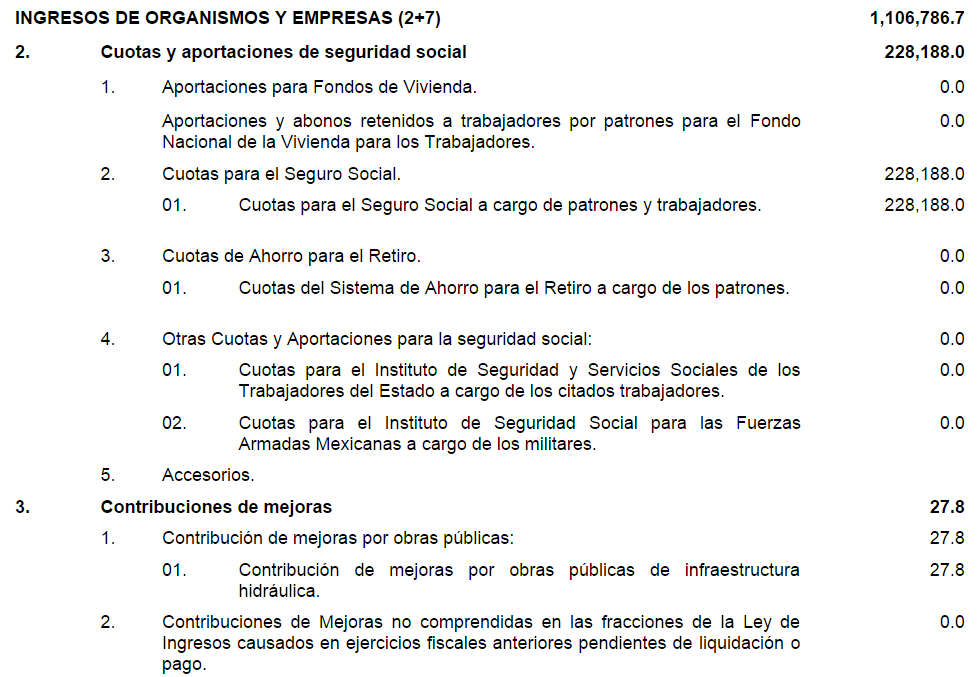 INGRESOS DE ORGANISMOS Y EMPRESAS (2+7) 1,106,786.7
2. Cuotas y aportaciones de seguridad social 228,188.0
1. Aportaciones para Fondos de Vivienda. 0.0
Aportaciones y abonos retenidos a trabajadores por patrones para el Fondo 0.0
Nacional de la Vivienda para los Trabajadores.
2. Cuotas para el Seguro Social. 228,188.0
01. Cuotas para el Seguro Social a cargo de patrones y trabajadores. 228,188.0
3. Cuotas de Ahorro para el Retiro. 0.0
01. Cuotas del Sistema de Ahorro para el Retiro a cargo de los patrones. 0.0
4. Otras Cuotas y Aportaciones para la seguridad social: 0.0
01. Cuotas para el Instituto de Seguridad y Servicios Sociales de los 0.0
Trabajadores del Estado a cargo de los citados trabajadores.
02. Cuotas para el Instituto de Seguridad Social para las Fuerzas 0.0
Armadas Mexicanas a cargo de los militares.
5. Accesorios.
3. Contribuciones de mejoras 27.8
1. Contribución de mejoras por obras públicas: 27.8
01. Contribución de mejoras por obras públicas de infraestructura 27.8
hidráulica.
2. Contribuciones de Mejoras no comprendidas en las fracciones de la Ley de 0.0
Ingresos causados en ejercicios fiscales anteriores pendientes de liquidación o
pago.